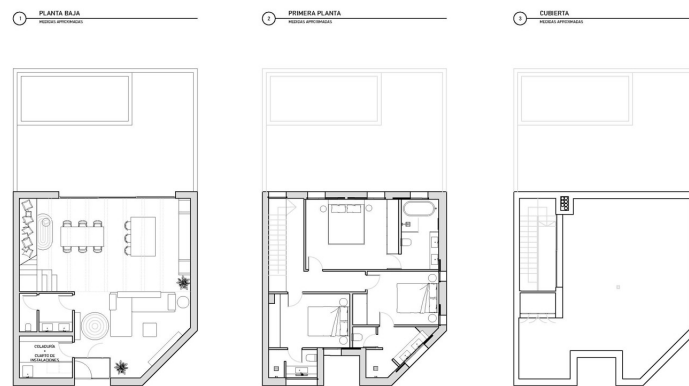 1 PLANTA BAJA
MEDIDAS APROXIMADAS
2 PRIMERA PLANTA
MEDIDAS APROXIMADAS
3 CUBIERTA
MEDIDAS APROXIMADAS
COLADURÍA
+
CUARTO DE
INSTALACIONES